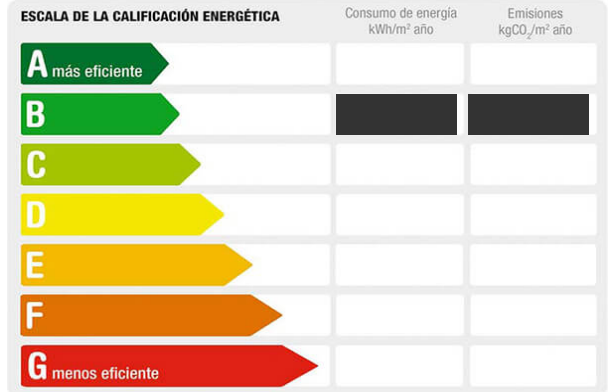 ESCALA DE LA CALIFICACIÓN ENERGÉTICA
Consumo de energía
kWh/m² año
Emisiones
kgCO₂/m² año
A más eficiente
B
C
D
E
F
G menos eficiente